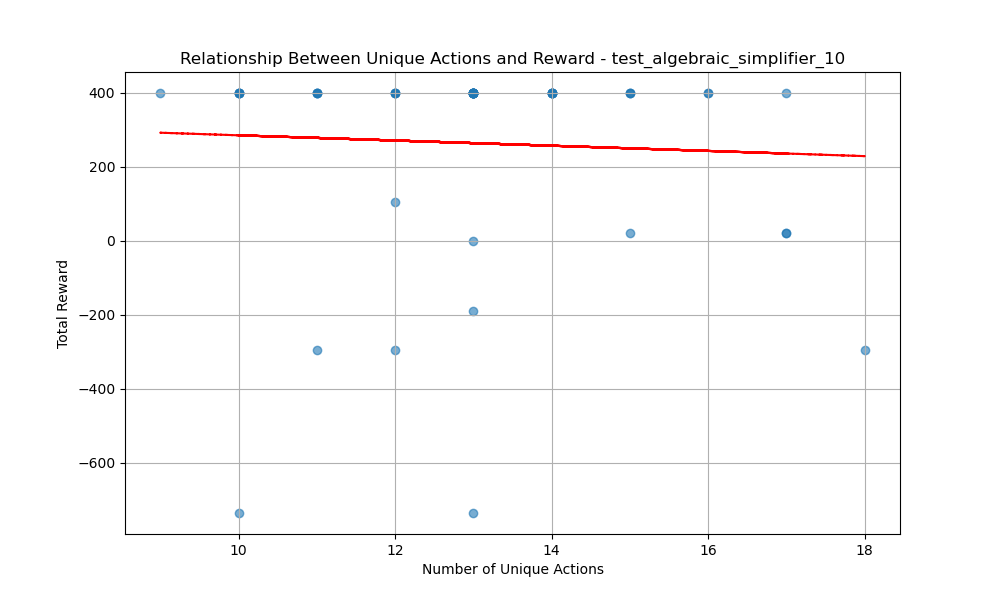 Relationship Between Unique Actions and Reward - test_algebraic_simplifier_10
400
200
0
−200
−400
−600
Total Reward
10 12 14 16 18
Number of Unique Actions